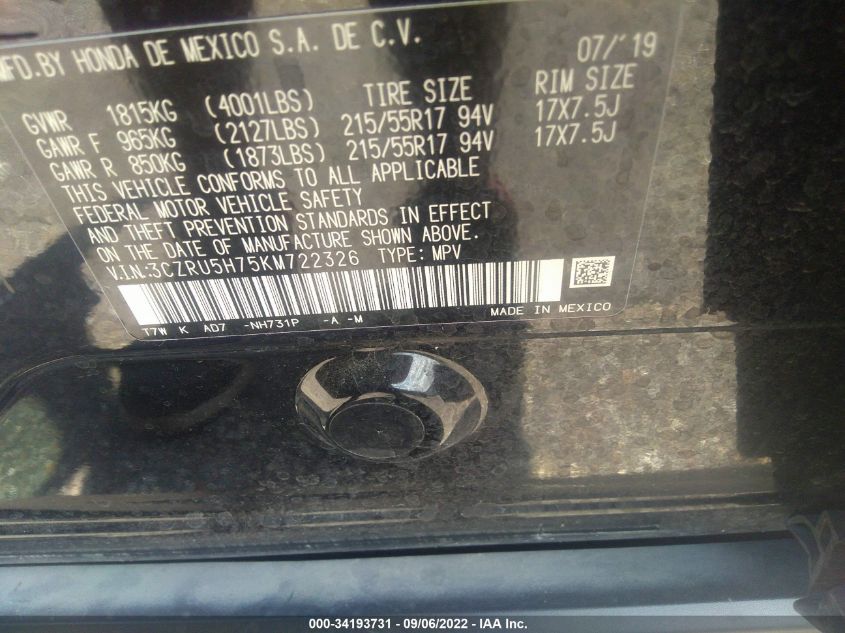 MFD.BY HONDA DE MEXICO S.A. DE C.V. 07/'19
GVWR 1815KG (4001LBS) TIRE SIZE RIM SIZE
GAWR F 965KG (2127LBS) 215/55R17 94V 17X7.5J
GAWR R 850KG (1873LBS) 215/55R17 94V 17X7.5J
THIS VEHICLE CONFORMS TO ALL APPLICABLE
FEDERAL MOTOR VEHICLE SAFETY
AND THEFT PREVENTION STANDARDS IN EFFECT
ON THE DATE OF MANUFACTURE SHOWN ABOVE.
V.I.N:3CZRU5H75KM722326 TYPE: MPV
T7W K AD7 -NH731P -A -M MADE IN MEXICO
000-34193731 - 09/06/2022 - IAA Inc.